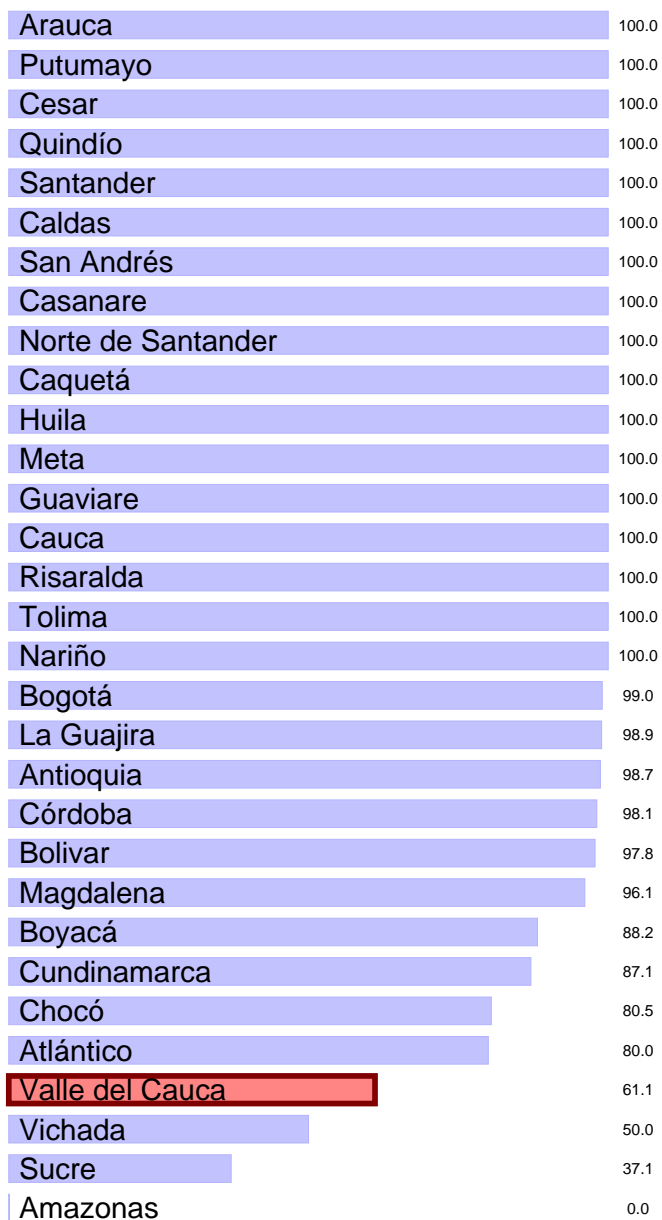 Arauca 100.0
Putumayo 100.0
Cesar 100.0
Quindío 100.0
Santander 100.0
Caldas 100.0
San Andrés 100.0
Casanare 100.0
Norte de Santander 100.0
Caquetá 100.0
Huila 100.0
Meta 100.0
Guaviare 100.0
Cauca 100.0
Risaralda 100.0
Tolima 100.0
Nariño 100.0
Bogotá 99.0
La Guajira 98.9
Antioquia 98.7
Córdoba 98.1
Bolivar 97.8
Magdalena 96.1
Boyacá 88.2
Cundinamarca 87.1
Chocó 80.5
Atlántico 80.0
Valle del Cauca 61.1
Vichada 50.0
Sucre 37.1
Amazonas 0.0